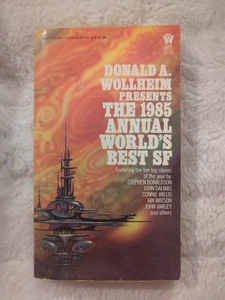 DONALD A.
WOLLHEIM
PRESENTS
THE 1985
ANNUAL
WORLD'S
BEST SF
Featuring the ten top stories
of the year by
STEPHEN DONALDSON
JOHN DALMAS
CONNIE WILLIS
IAN WATSON
JOHN VARLEY
and others